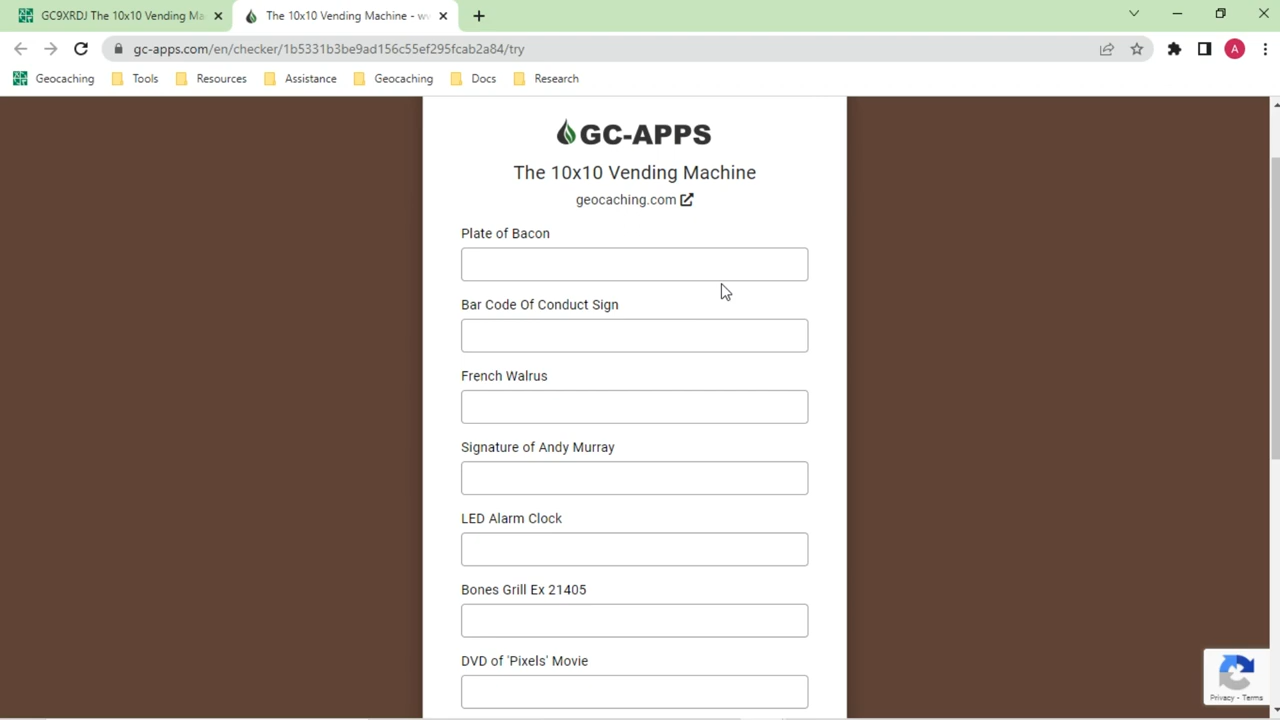 GC9XRDJ The 10x10 Vending Ma
The 10x10 Vending Machine - ww
gc-apps.com/en/checker/1b5331b3be9ad156c55ef295fcab2a84/try
A
Geocaching
Tools
Resources
Assistance
Geocaching
Docs
Research
GC-APPS
The 10x10 Vending Machine
geocaching.com
Plate of Bacon
Bar Code Of Conduct Sign
French Walrus
Signature of Andy Murray
LED Alarm Clock
Bones Grill Ex 21405
DVD of 'Pixels' Movie
Privacy - Terms